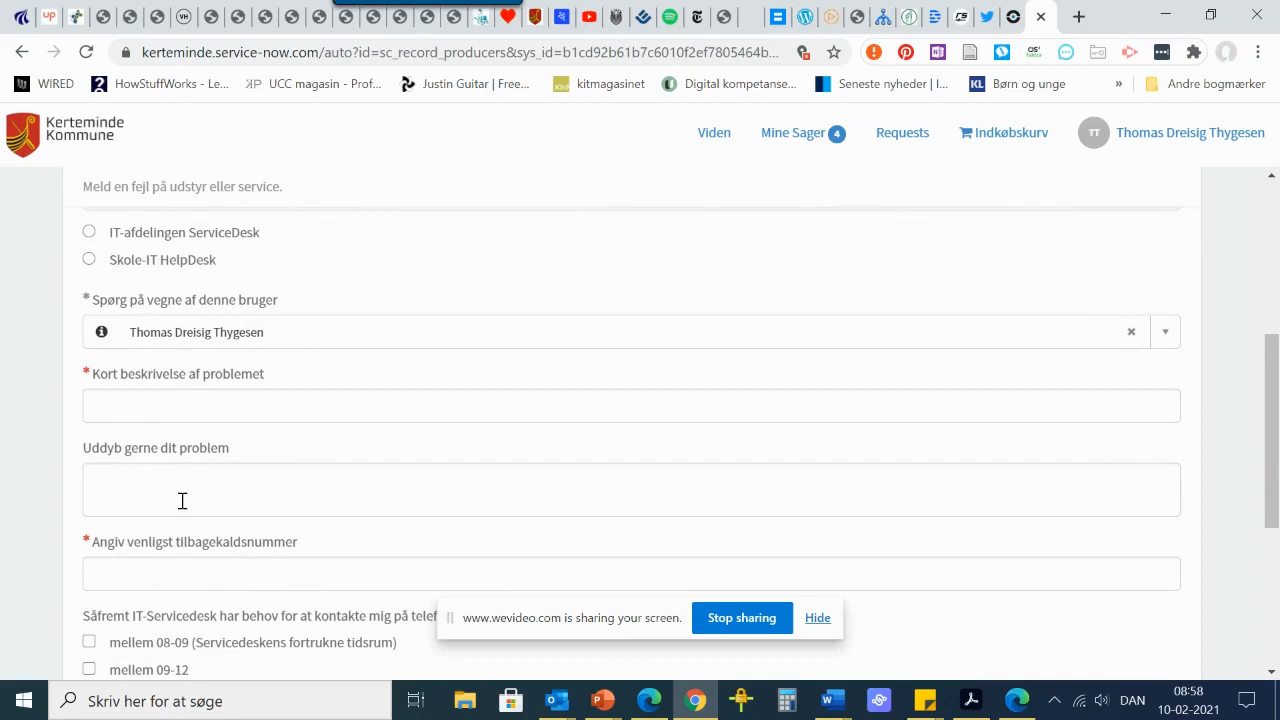 kerteminde.service-now.com/auto?id=sc_record_producers&sys_id=b1cd92b61b7c6010f2ef7805464b...
WIRED
HowStuffWorks - Le...
UCC magasin - Prof...
Justin Guitar | Free...
kitmagasinet
Digital kompetanse...
Seneste nyheder | I...
KL
Børn og unge
»
Andre bogmærker
Kerteminde
Kommune
Viden
Mine Sager 4
Requests
Indkøbskurv
TT
Thomas Dreisig Thygesen
Meld en fejl på udstyr eller service.
IT-afdelingen ServiceDesk
Skole-IT HelpDesk
* Spørg på vegne af denne bruger
Thomas Dreisig Thygesen
* Kort beskrivelse af problemet
Uddyb gerne dit problem
* Angiv venligst tilbagekaldsnummer
Såfremt IT-Servicedesk har behov for at kontakte mig på telef
www.wevideo.com is sharing your screen.
Stop sharing
Hide
mellem 08-09 (Servicedeskens fortrukne tidsrum)
mellem 09-12
Skriv her for at søge
DAN
08:58
10-02-2021